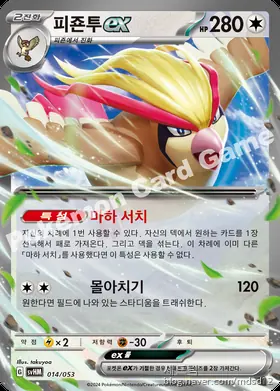 2진화
피죤투ex
HP 280
피죤에서 진화
Pokémon Card Game
특성 마하 서치
자신의 차례에 1번 사용할 수 있다. 자신의 덱에서 원하는 카드를 1장
선택해서 패로 가져온다. 그리고 덱을 섞는다. 이 차례에 이미 다른
「마하 서치」를 사용했다면 이 특성은 사용할 수 없다.
몰아치기 120
원한다면 필드에 나와 있는 스타디움을 트래쉬한다.
약점 ×2 저항력 -30 후퇴
Illus. takuyoa
ex 룰
포켓몬 ex가 기절한 경우 상대는 프라이즈를 2장 가져간다.
G svHM 014/053